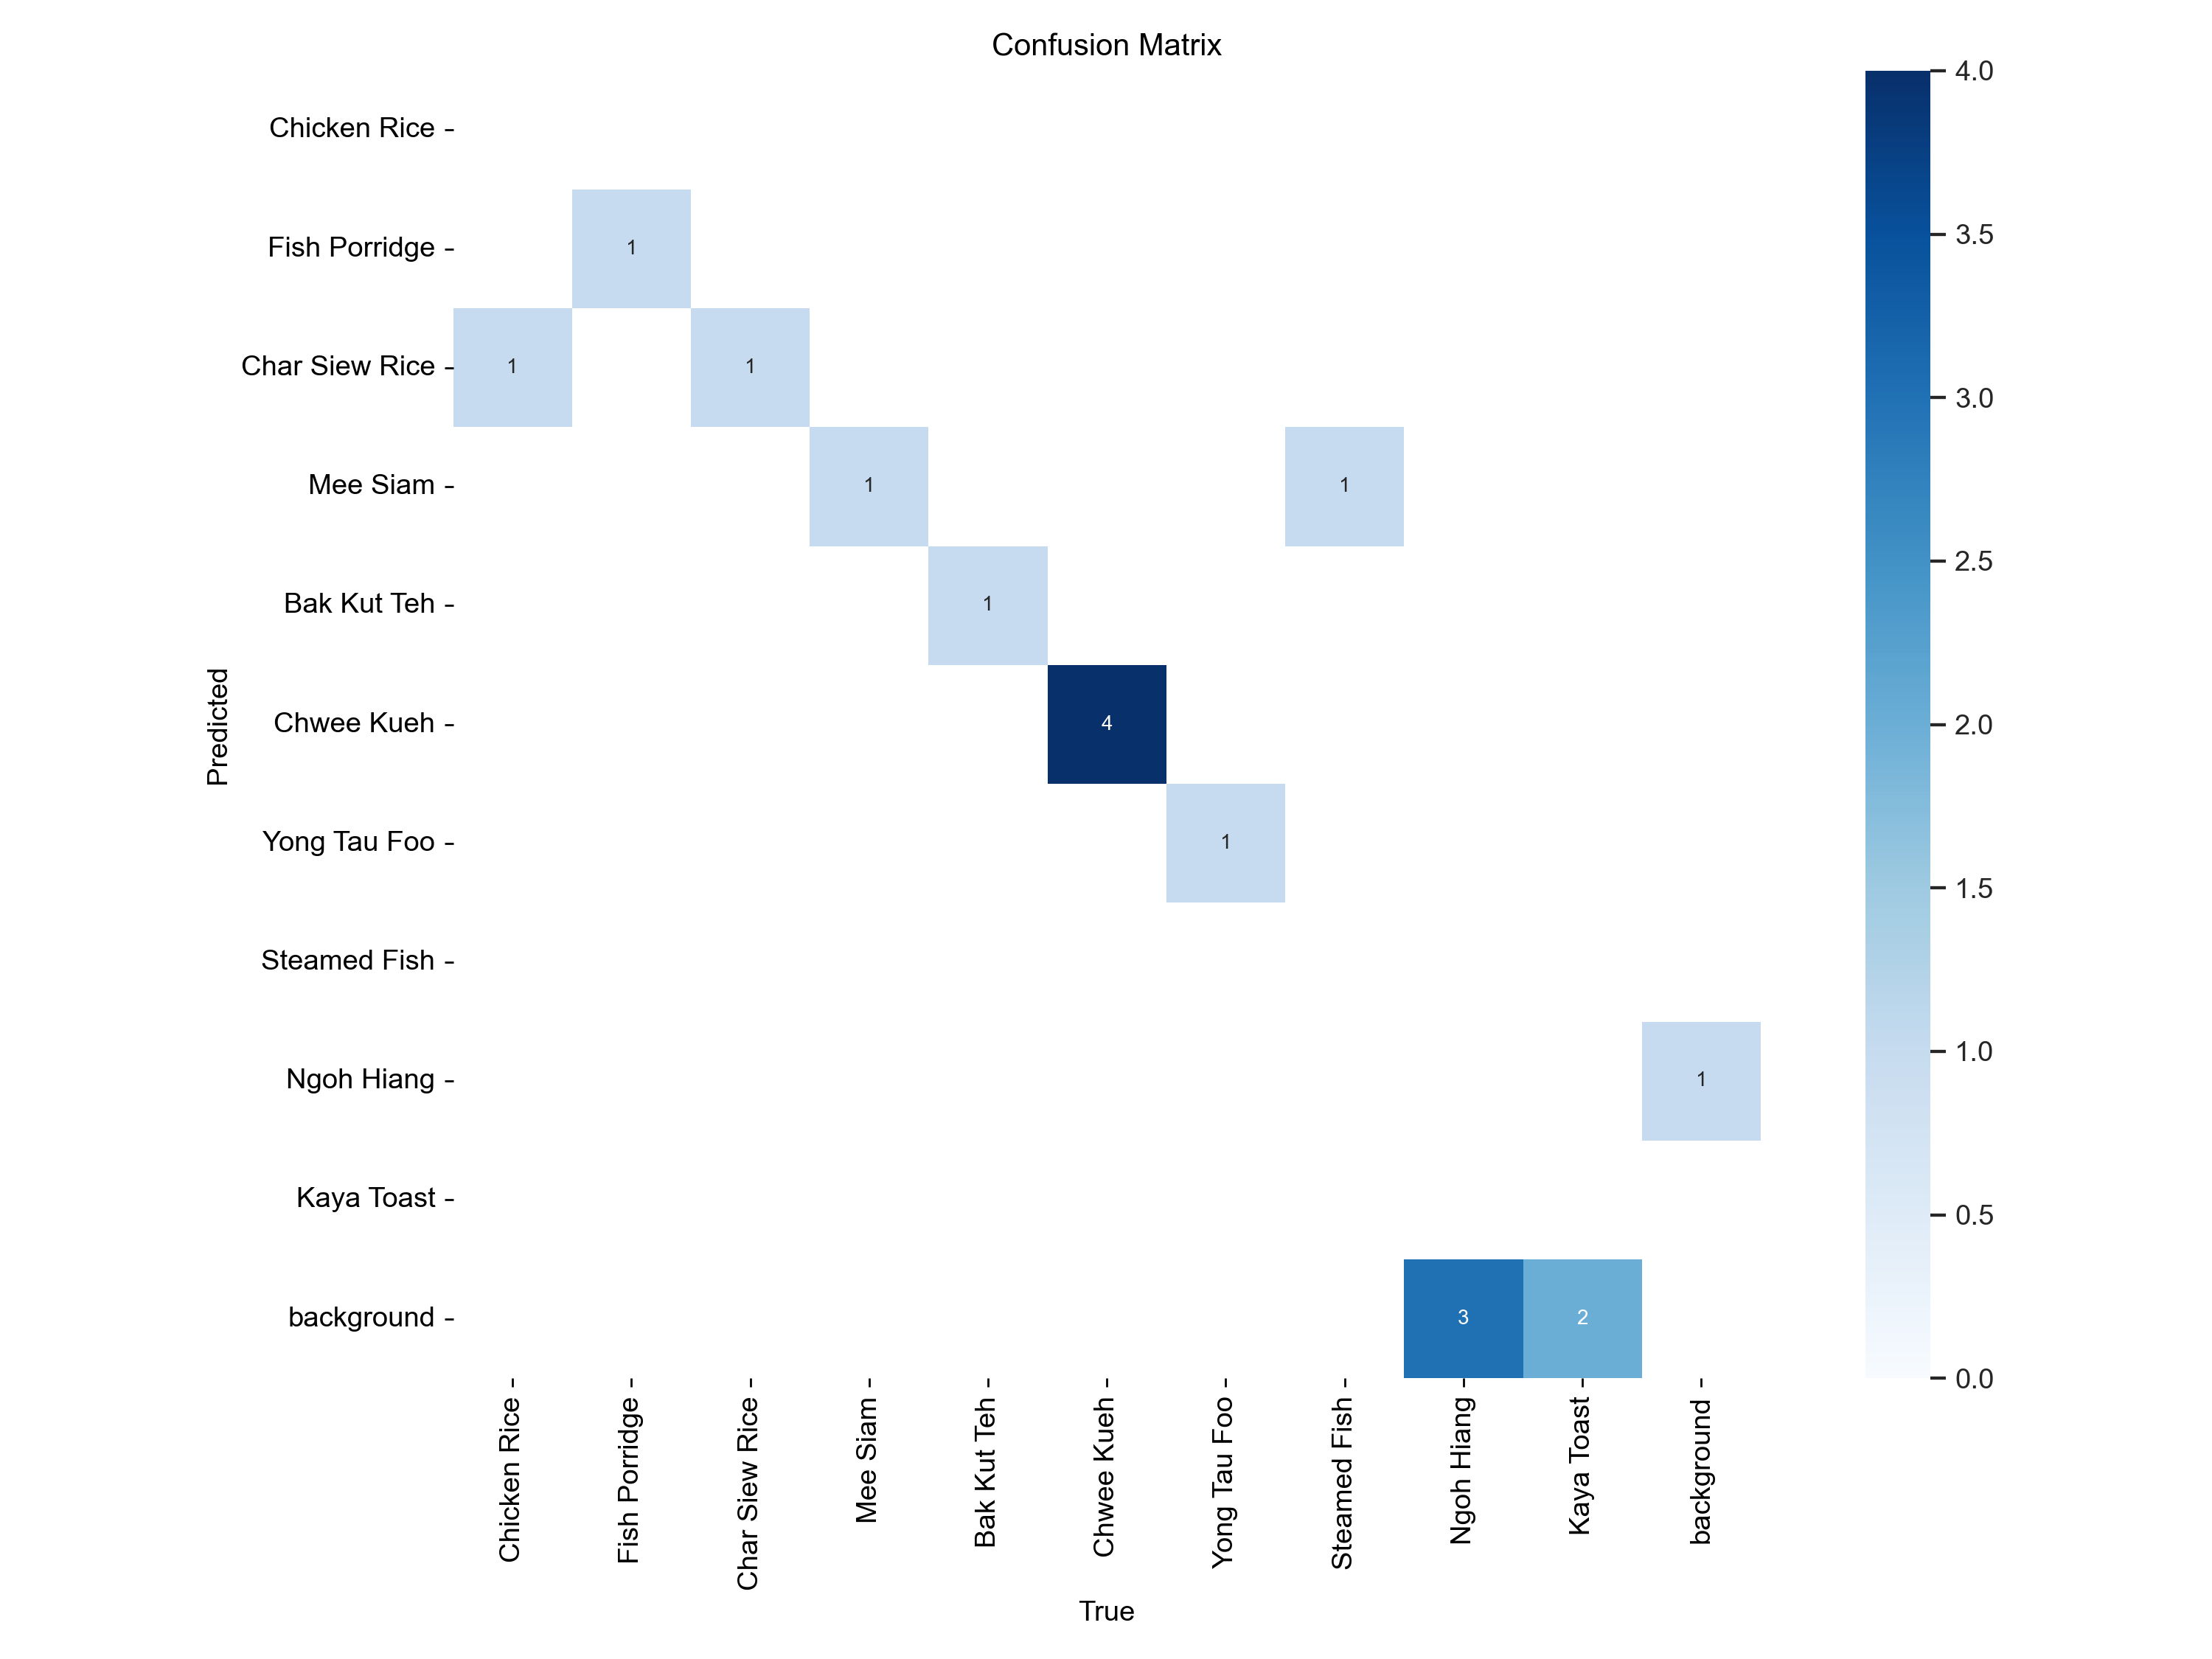 Confusion Matrix
Chicken Rice
Fish Porridge
1
Char Siew Rice
1
1
Mee Siam
1
1
Bak Kut Teh
1
Chwee Kueh
4
Yong Tau Foo
1
Steamed Fish
Ngoh Hiang
1
Kaya Toast
background
3
2
Predicted
Chicken Rice
Fish Porridge
Char Siew Rice
Mee Siam
Bak Kut Teh
Chwee Kueh
Yong Tau Foo
Steamed Fish
Ngoh Hiang
Kaya Toast
background
True
4.0
3.5
3.0
2.5
2.0
1.5
1.0
0.5
0.0